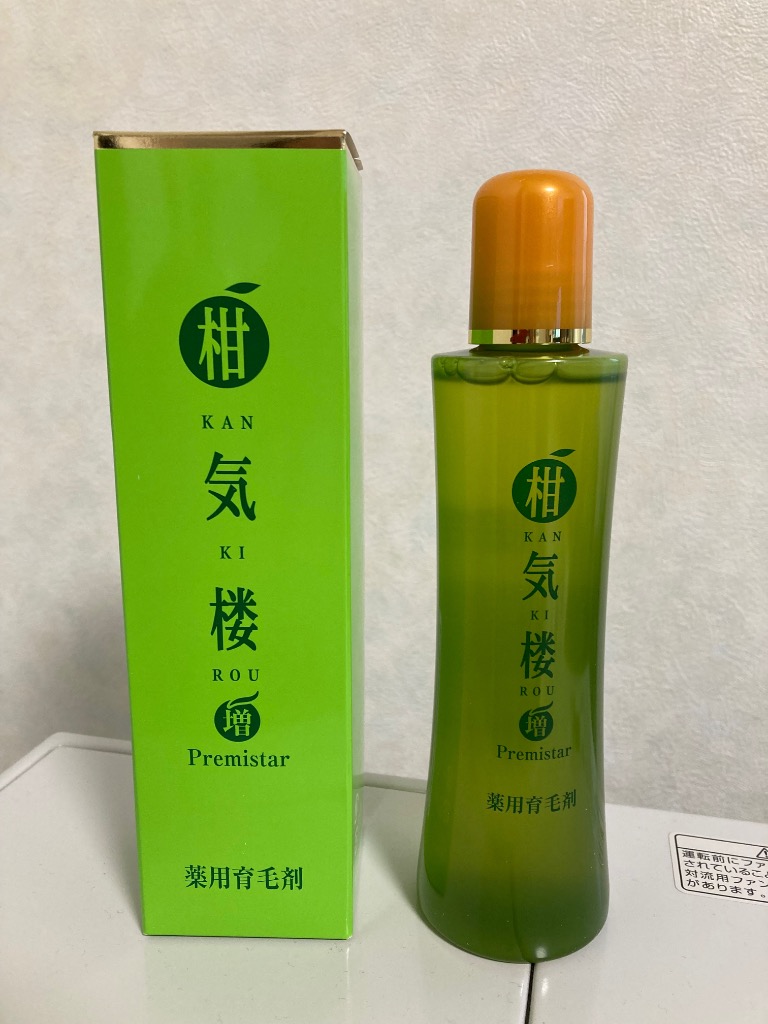 柑
KAN
気
KI
楼
ROU
増
Premistar
薬用育毛剤
柑
KAN
気
KI
楼
ROU
増
Premistar
薬用育毛剤
運転前にファ
されているこ
対流用ファン
があります。